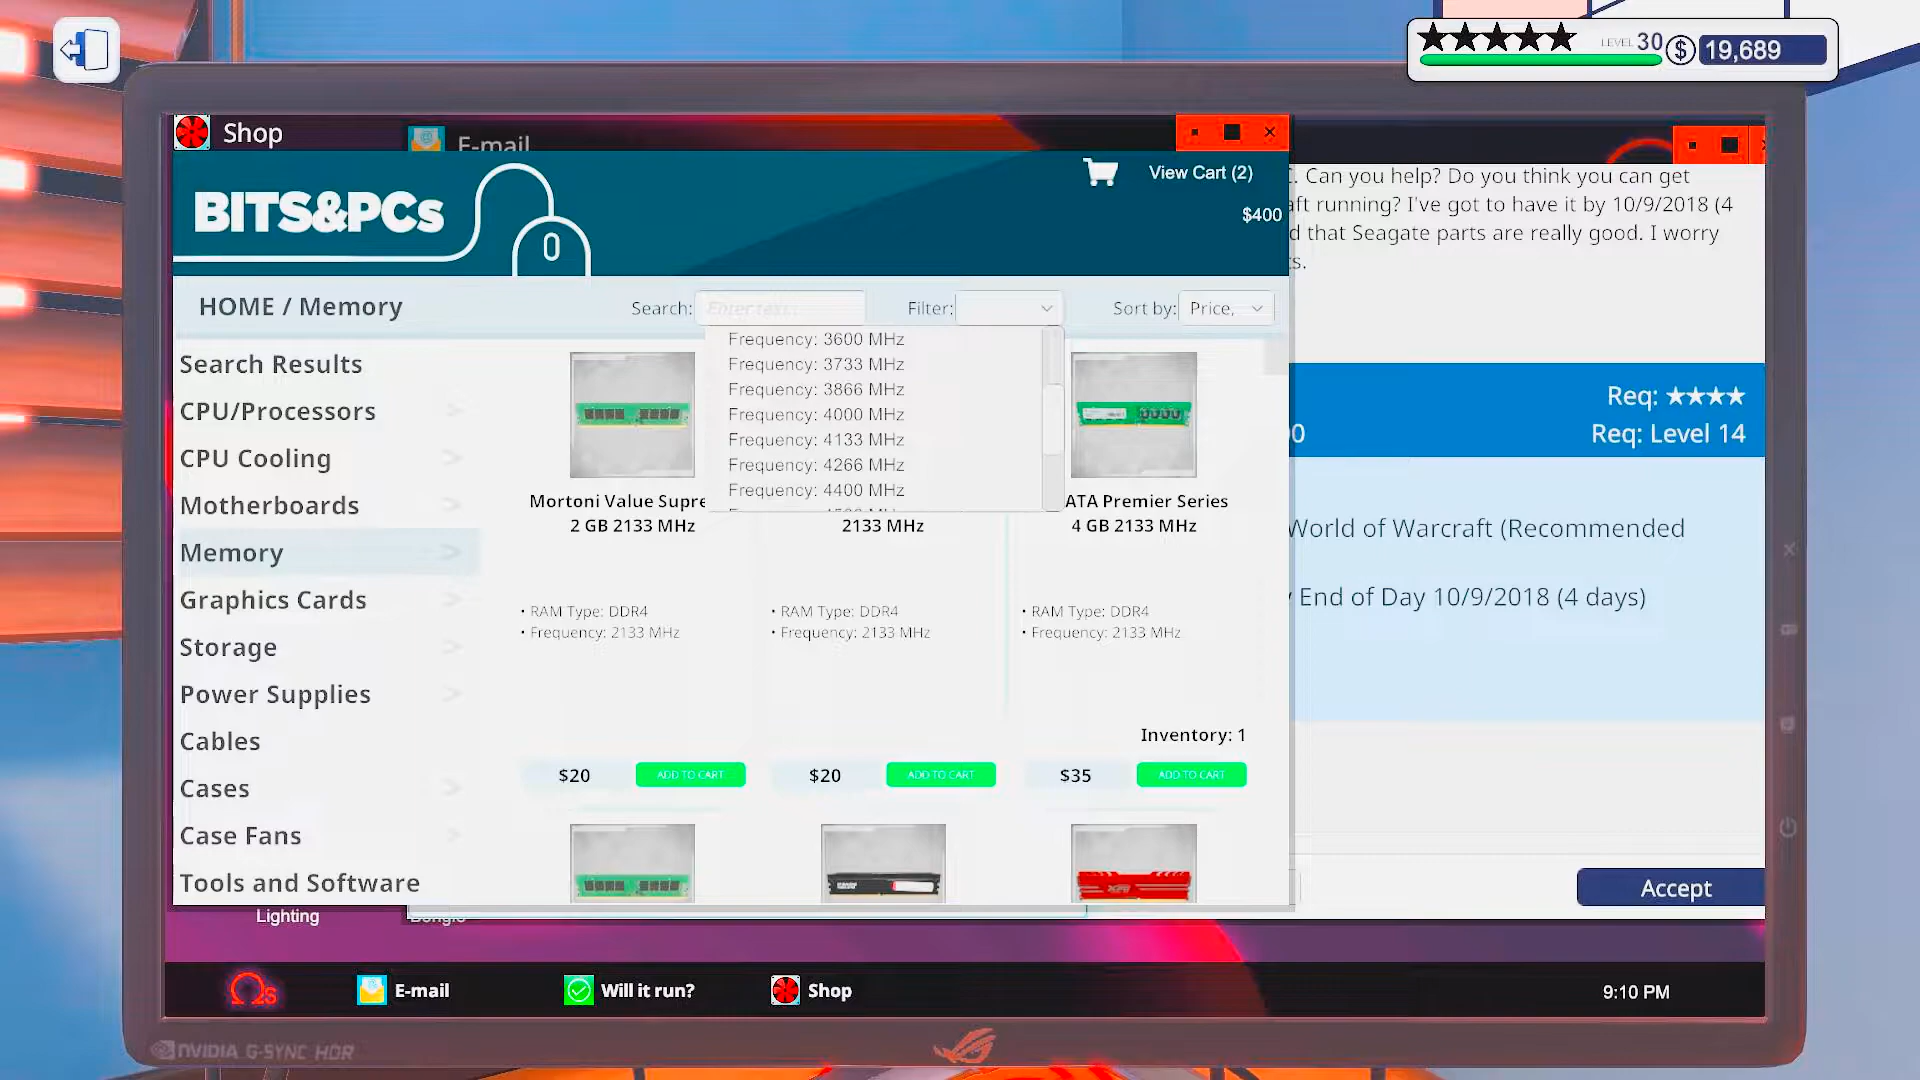 LEVEL 30
$ 19,689
Shop
E-mail
BITS&PCs
View Cart (2)
$400
. Can you help? Do you think you can get
aft running? I've got to have it by 10/9/2018 (4
d that Seagate parts are really good. I worry
s.
HOME / Memory
Search: Enter text...
Filter:
Sort by: Price,
Frequency: 3600 MHz
Frequency: 3733 MHz
Frequency: 3866 MHz
Frequency: 4000 MHz
Frequency: 4133 MHz
Frequency: 4266 MHz
Frequency: 4400 MHz
Search Results
CPU/Processors
CPU Cooling
Motherboards
Memory
Graphics Cards
Storage
Power Supplies
Cables
Cases
Case Fans
Tools and Software
Mortoni Value Supre
2 GB 2133 MHz
2133 MHz
ATA Premier Series
4 GB 2133 MHz
• RAM Type: DDR4
• Frequency: 2133 MHz
• RAM Type: DDR4
• Frequency: 2133 MHz
• RAM Type: DDR4
• Frequency: 2133 MHz
Inventory: 1
$20
ADD TO CART
$20
ADD TO CART
$35
ADD TO CART
Req: ★★★★
00
Req: Level 14
World of Warcraft (Recommended
End of Day 10/9/2018 (4 days)
Accept
Lighting
Dongle
Ωs
E-mail
Will it run?
Shop
9:10 PM
NVIDIA G-SYNC HDR